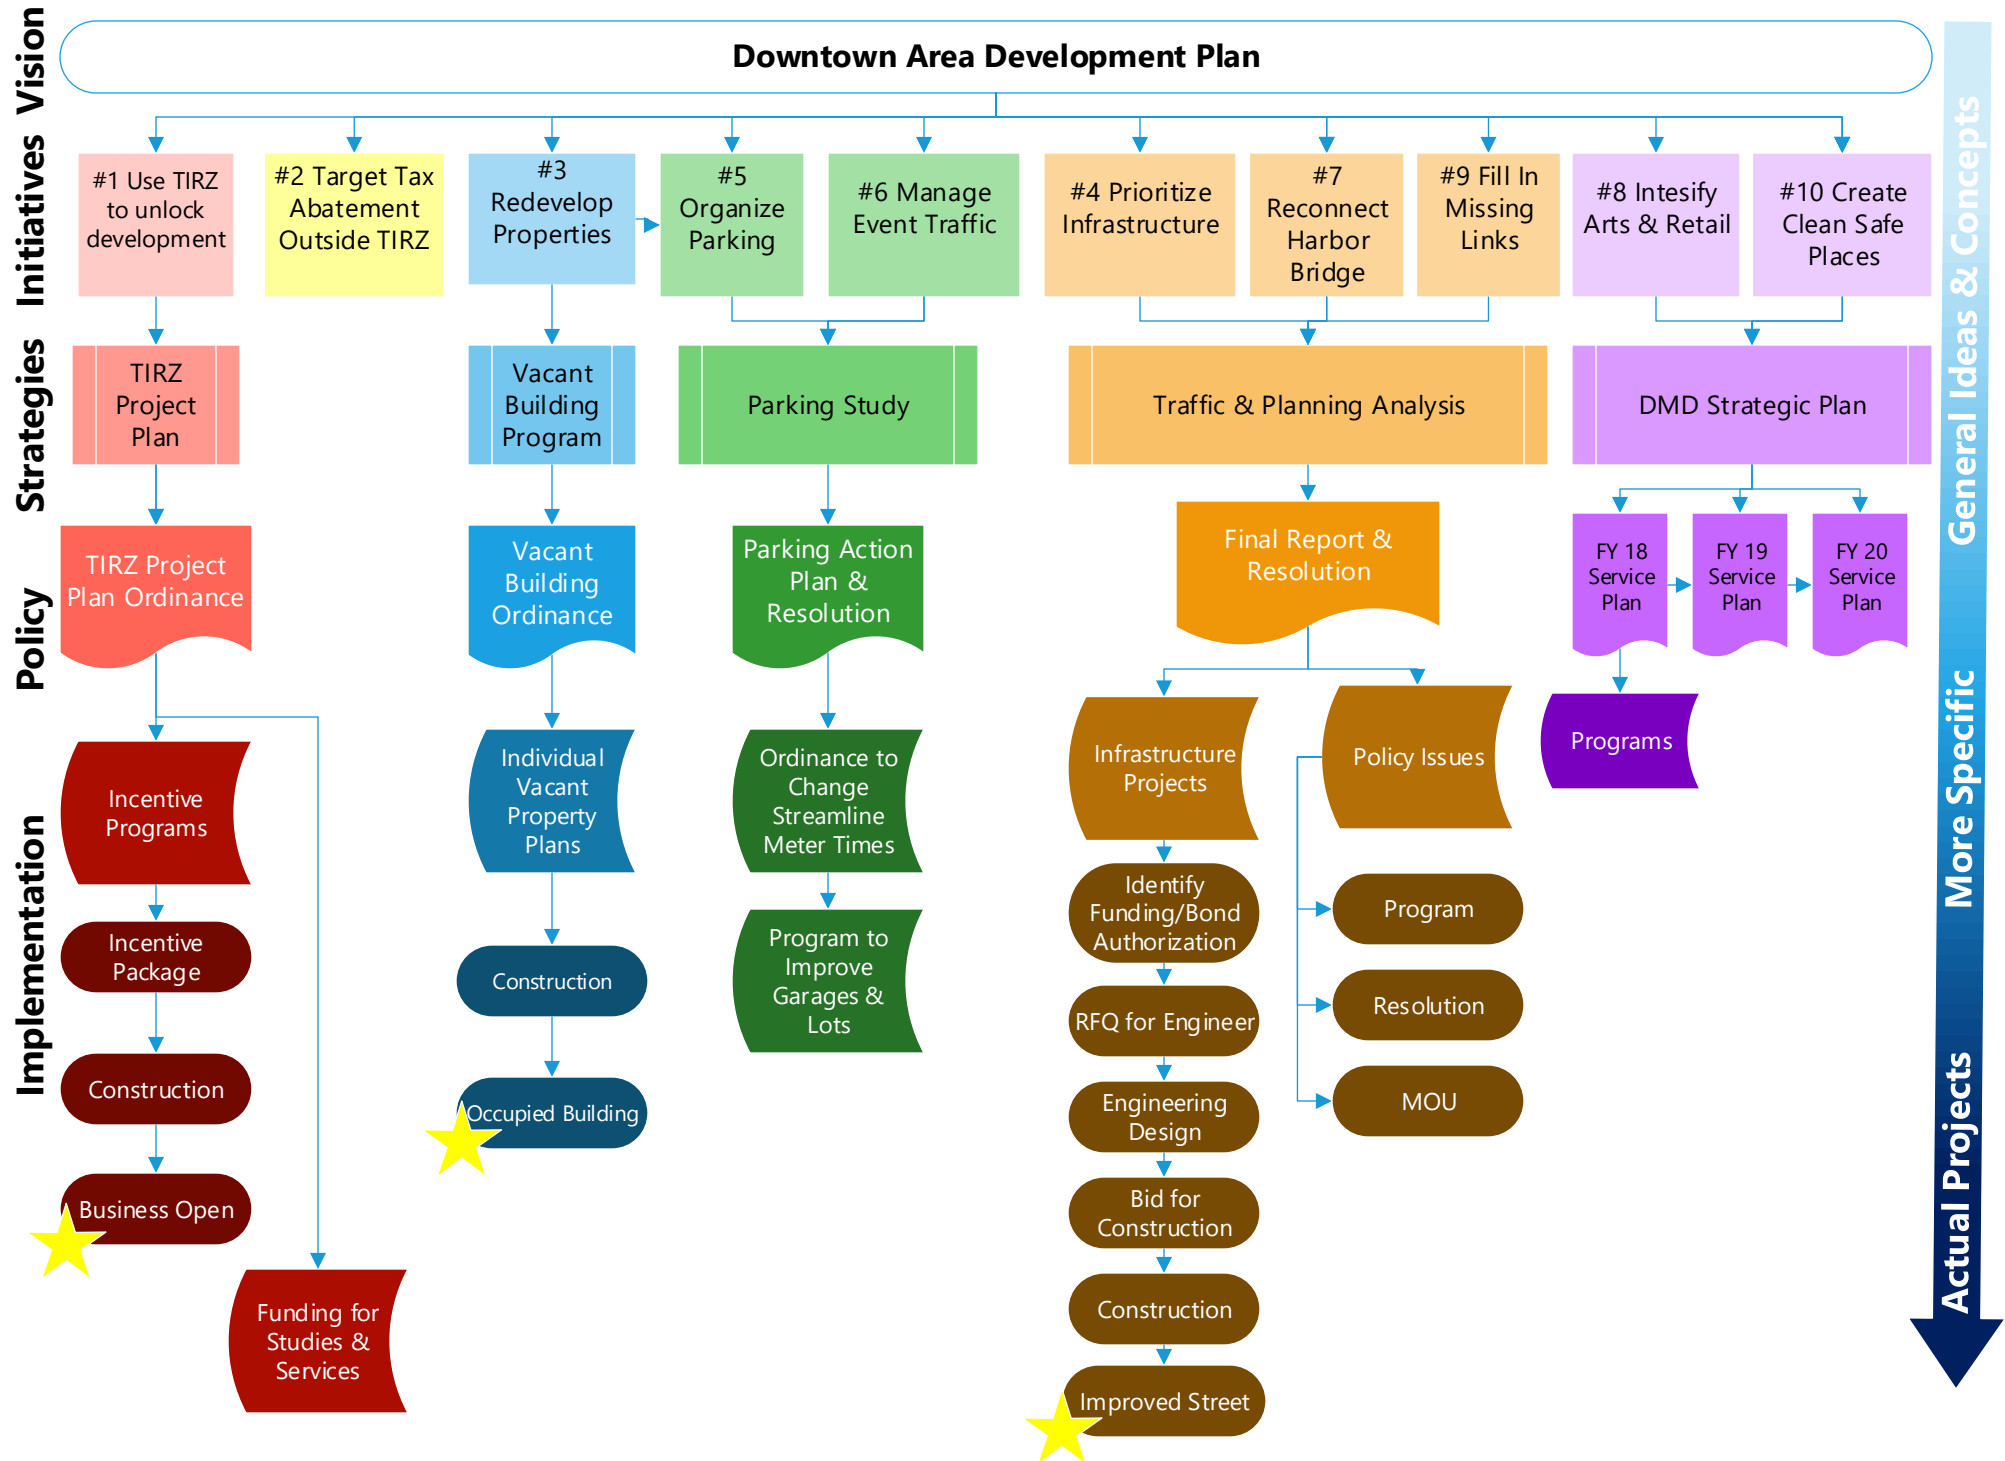 Vision
Downtown Area Development Plan
Initiatives
#1 Use TIRZ
to unlock
development
#2 Target Tax
Abatement
Outside TIRZ
#3
Redevelop
Properties
#5
Organize
Parking
#6 Manage
Event Traffic
#4 Prioritize
Infrastructure
#7
Reconnect
Harbor
Bridge
#9 Fill In
Missing
Links
#8 Intesify
Arts & Retail
#10 Create
Clean Safe
Places
Strategies
TIRZ
Project
Plan
Vacant
Building
Program
Parking Study
Traffic & Planning Analysis
DMD Strategic Plan
Policy
TIRZ Project
Plan Ordinance
Vacant
Building
Ordinance
Parking Action
Plan &
Resolution
Final Report &
Resolution
FY 18
Service
Plan
FY 19
Service
Plan
FY 20
Service
Plan
Implementation
Incentive
Programs
Incentive
Package
Construction
Business Open
Funding for
Studies &
Services
Individual
Vacant
Property
Plans
Construction
Occupied Building
Ordinance to
Change
Streamline
Meter Times
Program to
Improve
Garages &
Lots
Infrastructure
Projects
Identify
Funding/Bond
Authorization
RFQ for Engineer
Engineering
Design
Bid for
Construction
Construction
Improved Street
Policy Issues
Program
Resolution
MOU
Programs
General Ideas & Concepts
More Specific
Actual Projects